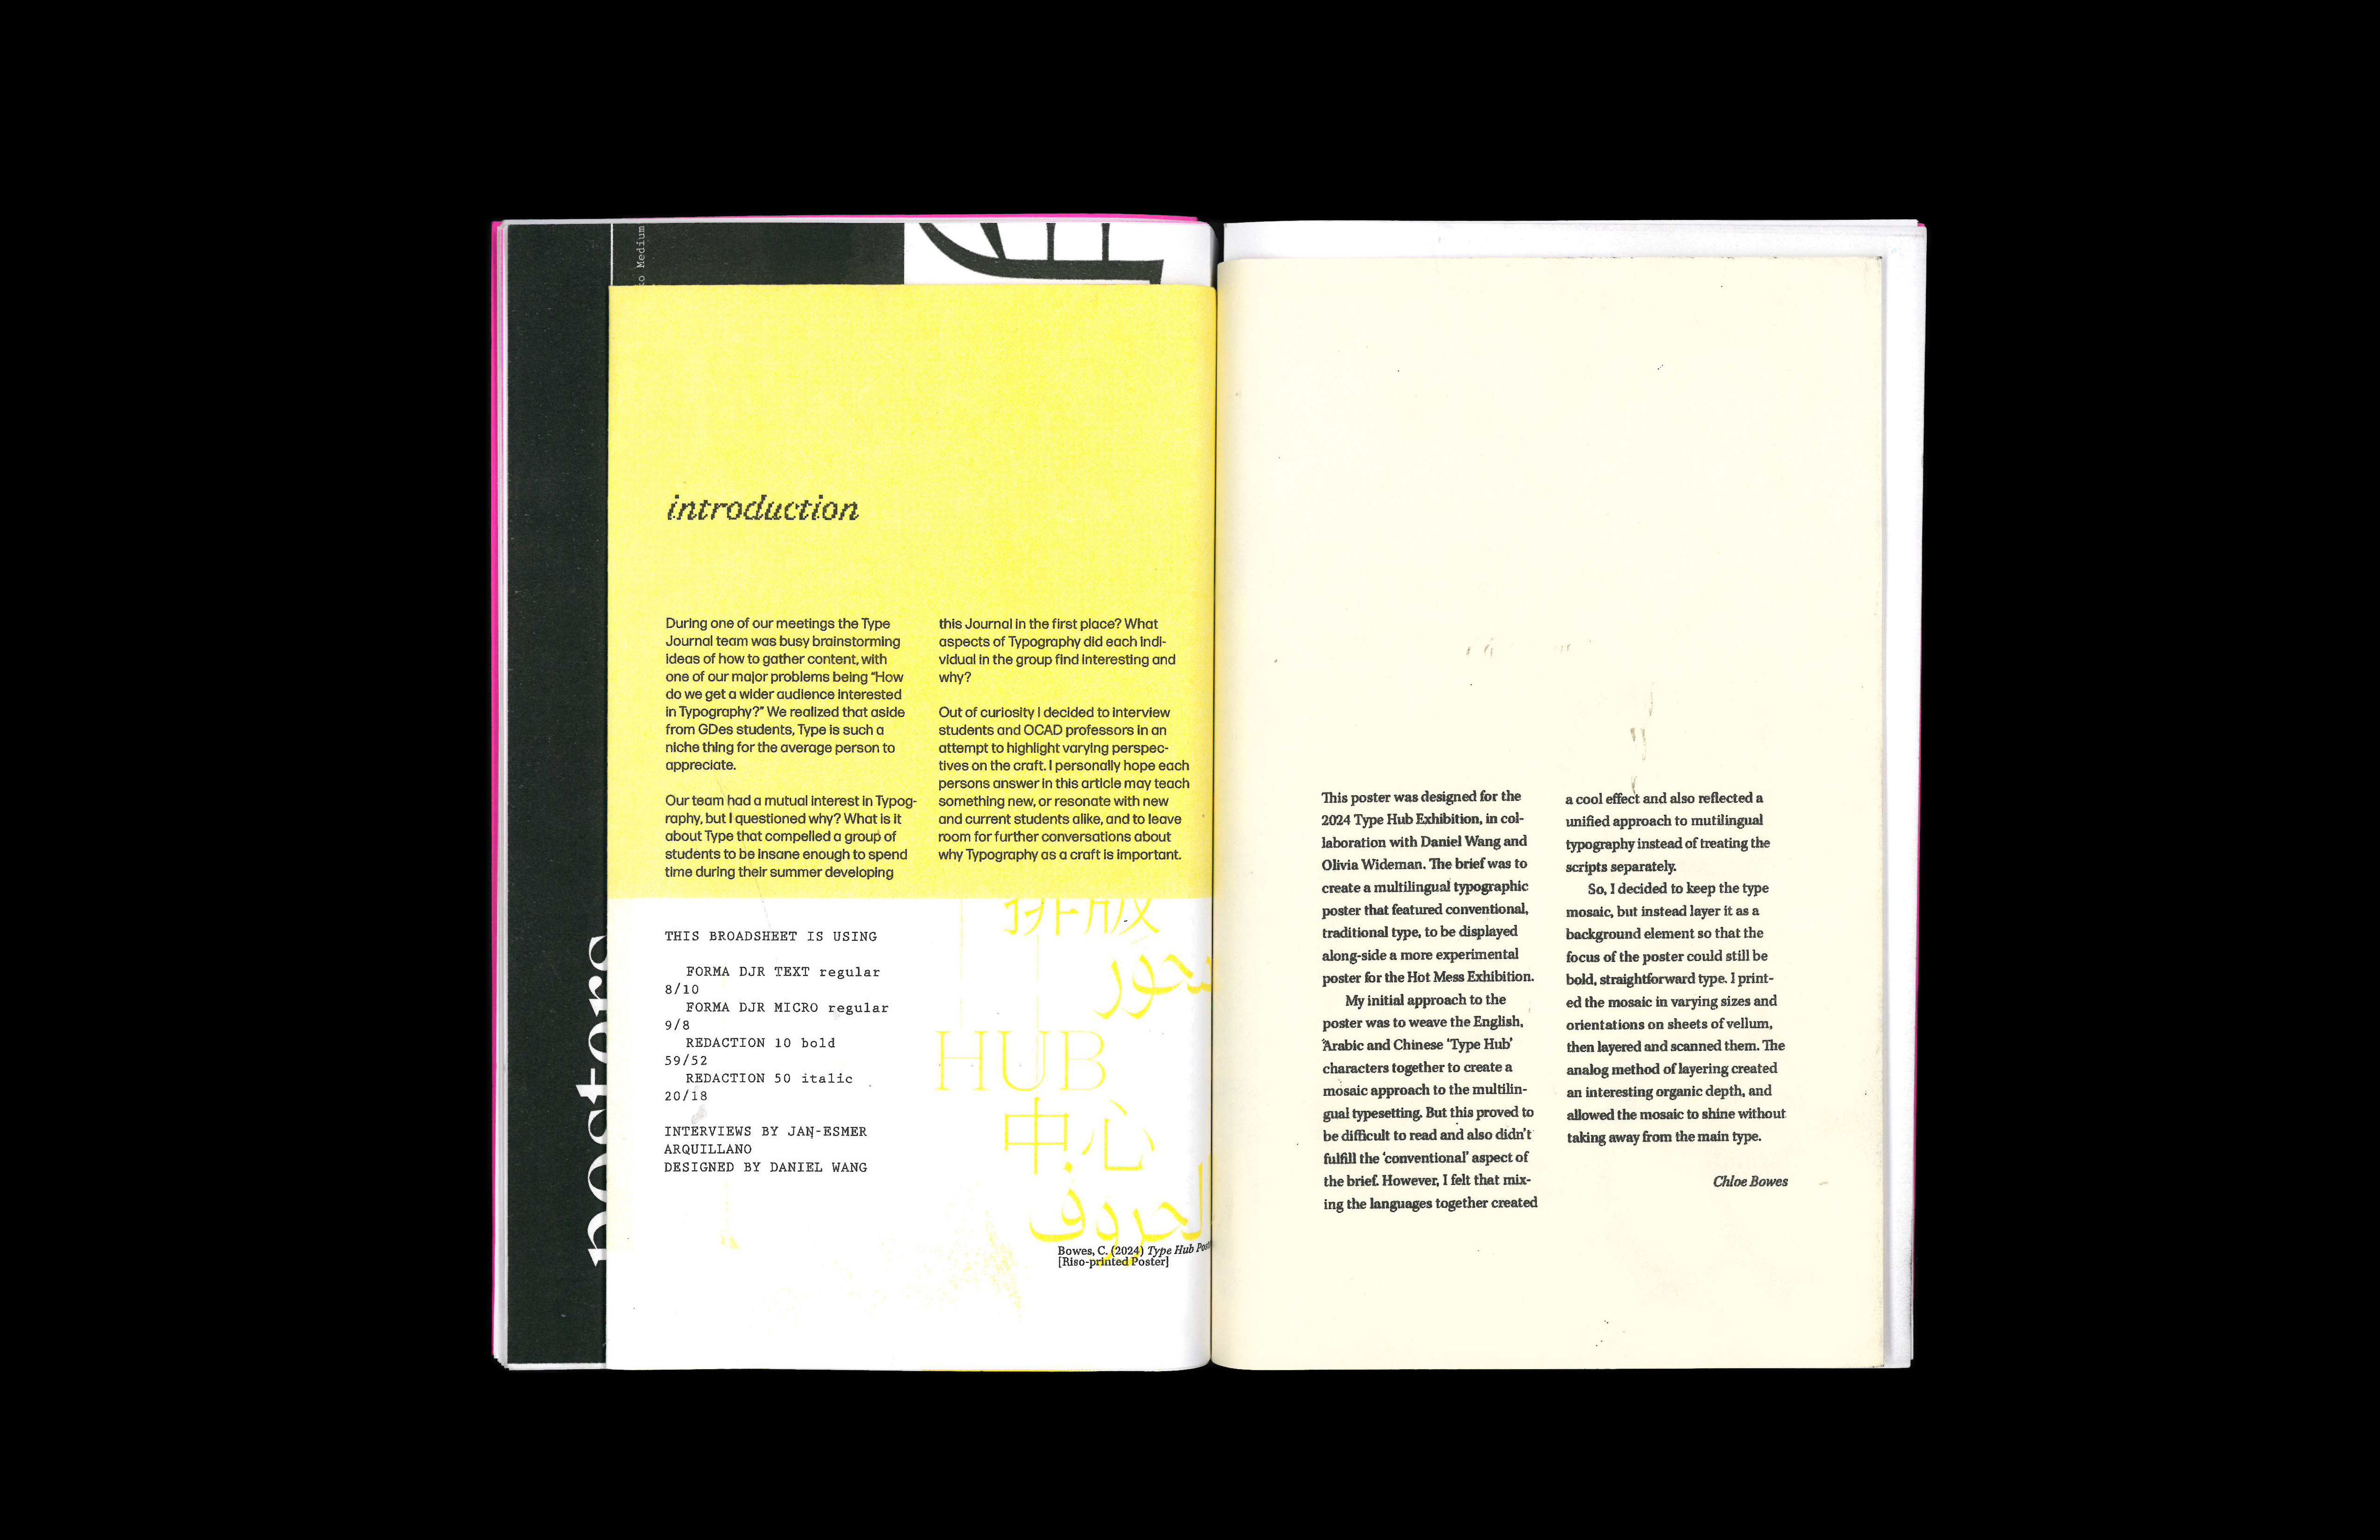 o Medium
posters
introduction
During one of our meetings the Type
Journal team was busy brainstorming
ideas of how to gather content, with
one of our major problems being “How
do we get a wider audience interested
in Typography?” We realized that aside
from GDes students, Type is such a
niche thing for the average person to
appreciate.
Our team had a mutual interest in Typog-
raphy, but I questioned why? What is it
about Type that compelled a group of
students to be insane enough to spend
time during their summer developing
this Journal in the first place? What
aspects of Typography did each indi-
vidual in the group find interesting and
why?
Out of curiosity I decided to interview
students and OCAD professors in an
attempt to highlight varying perspec-
tives on the craft. I personally hope each
persons answer in this article may teach
something new, or resonate with new
and current students alike, and to leave
room for further conversations about
why Typography as a craft is important.
THIS BROADSHEET IS USING
FORMA DJR TEXT regular
8/10
FORMA DJR MICRO regular
9/8
REDACTION 10 bold
59/52
REDACTION 50 italic
20/18
INTERVIEWS BY JAN-ESMER
ARQUILLANO
DESIGNED BY DANIEL WANG
排版
HUB
中心
الحروف
Bowes, C. (2024) Type Hub
[Riso-printed Poster]
This poster was designed for the
2024 Type Hub Exhibition, in col-
laboration with Daniel Wang and
Olivia Wideman. The brief was to
create a multilingual typographic
poster that featured conventional,
traditional type, to be displayed
along-side a more experimental
poster for the Hot Mess Exhibition.
My initial approach to the
poster was to weave the English,
Arabic and Chinese ‘Type Hub’
characters together to create a
mosaic approach to the multilin-
gual typesetting. But this proved to
be difficult to read and also didn’t
fulfill the ‘conventional’ aspect of
the brief. However, I felt that mix-
ing the languages together created
a cool effect and also reflected a
unified approach to mutilingual
typography instead of treating the
scripts separately.
So, I decided to keep the type
mosaic, but instead layer it as a
background element so that the
focus of the poster could still be
bold, straightforward type. I print-
ed the mosaic in varying sizes and
orientations on sheets of vellum,
then layered and scanned them. The
analog method of layering created
an interesting organic depth, and
allowed the mosaic to shine without
taking away from the main type.
Chloe Bowes